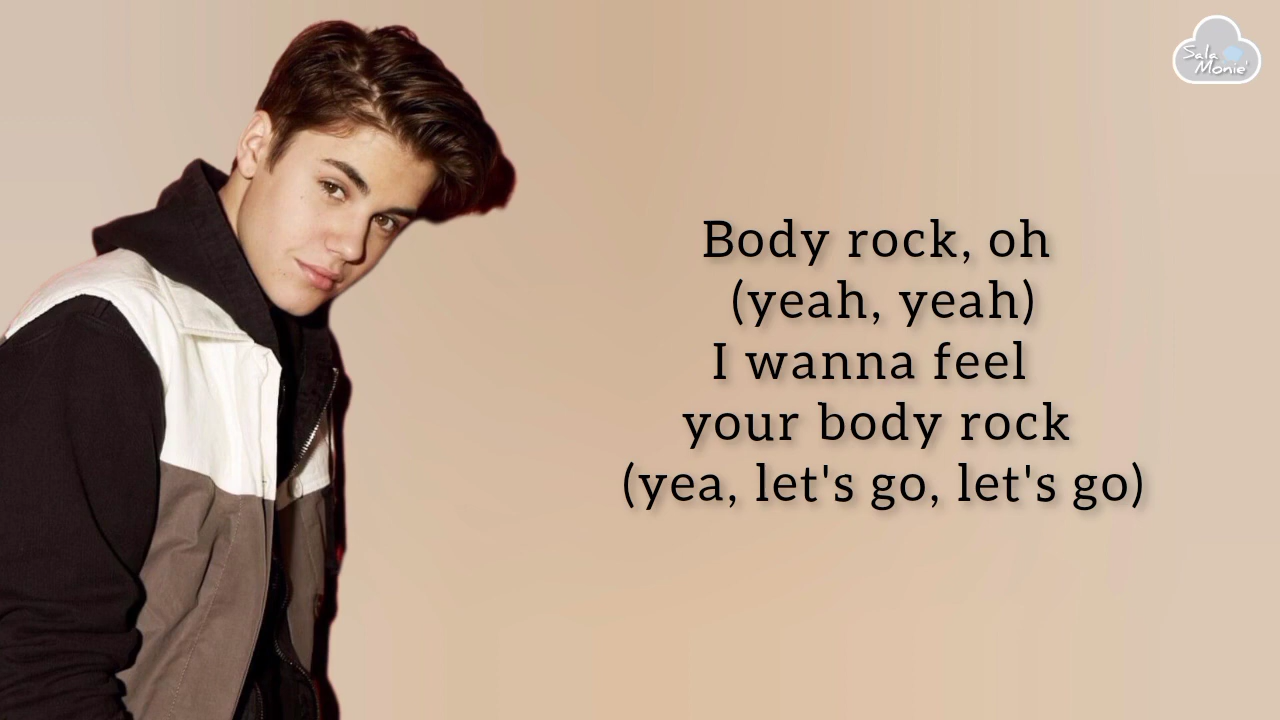 Sala
Monie'
Body rock, oh
(yeah, yeah)
I wanna feel
your body rock
(yea, let's go, let's go)